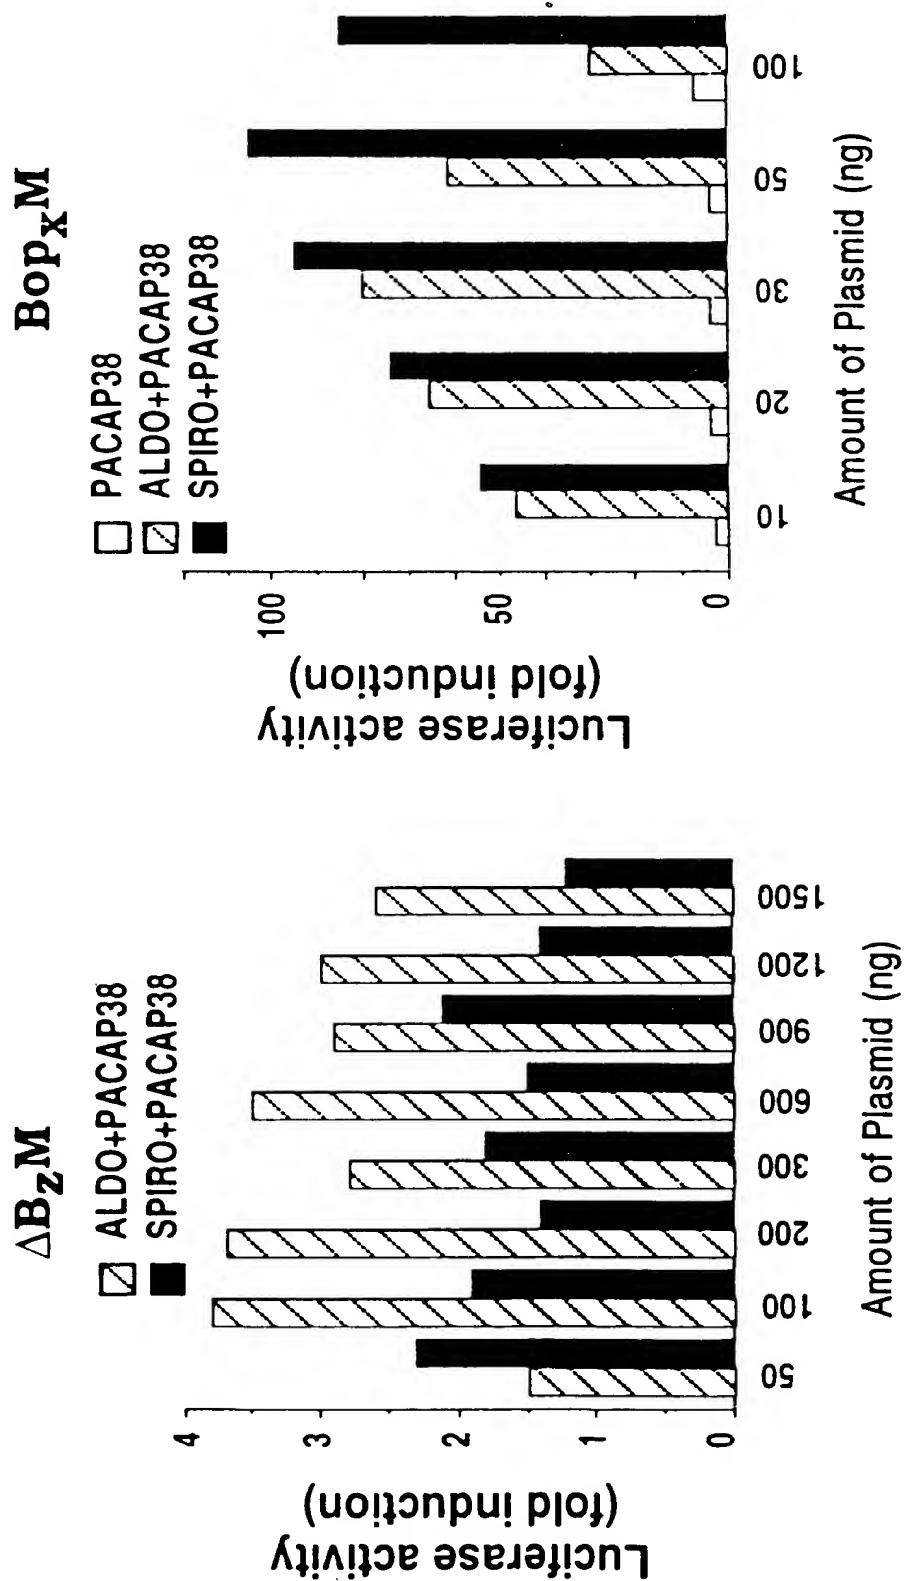 ΔBzM
ALDO+PACAP38
SPIRO+PACAP38
Luciferase activity
(fold induction)
4
3
2
1
0
50
100
200
300
600
900
1200
1500
Amount of Plasmid (ng)
BopxM
PACAP38
ALDO+PACAP38
SPIRO+PACAP38
Luciferase activity
(fold induction)
100
50
0
10
20
30
50
100
Amount of Plasmid (ng)